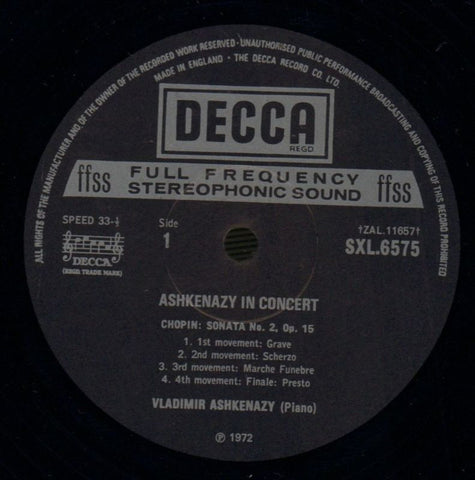 ALL RIGHTS OF THE MANUFACTURER AND OF THE OWNER OF THE RECORDED WORK RESERVED · UNAUTHORISED PUBLIC PERFORMANCE BROADCASTING AND COPYING OF THIS RECORD PROHIBITED
MADE IN ENGLAND · THE DECCA RECORD CO. LTD.
DECCA
REGD
ffss FULL FREQUENCY STEREOPHONIC SOUND ffss
SPEED 33-⅓
Side
1
†ZAL.11657†
SXL.6575
DECCA
(REGD. TRADE MARK)
ASHKENAZY IN CONCERT
CHOPIN: SONATA No. 2, Op. 15
1. 1st movement: Grave
2. 2nd movement: Scherzo
3. 3rd movement: Marche Funebre
4. 4th movement: Finale: Presto
VLADIMIR ASHKENAZY (Piano)
℗ 1972